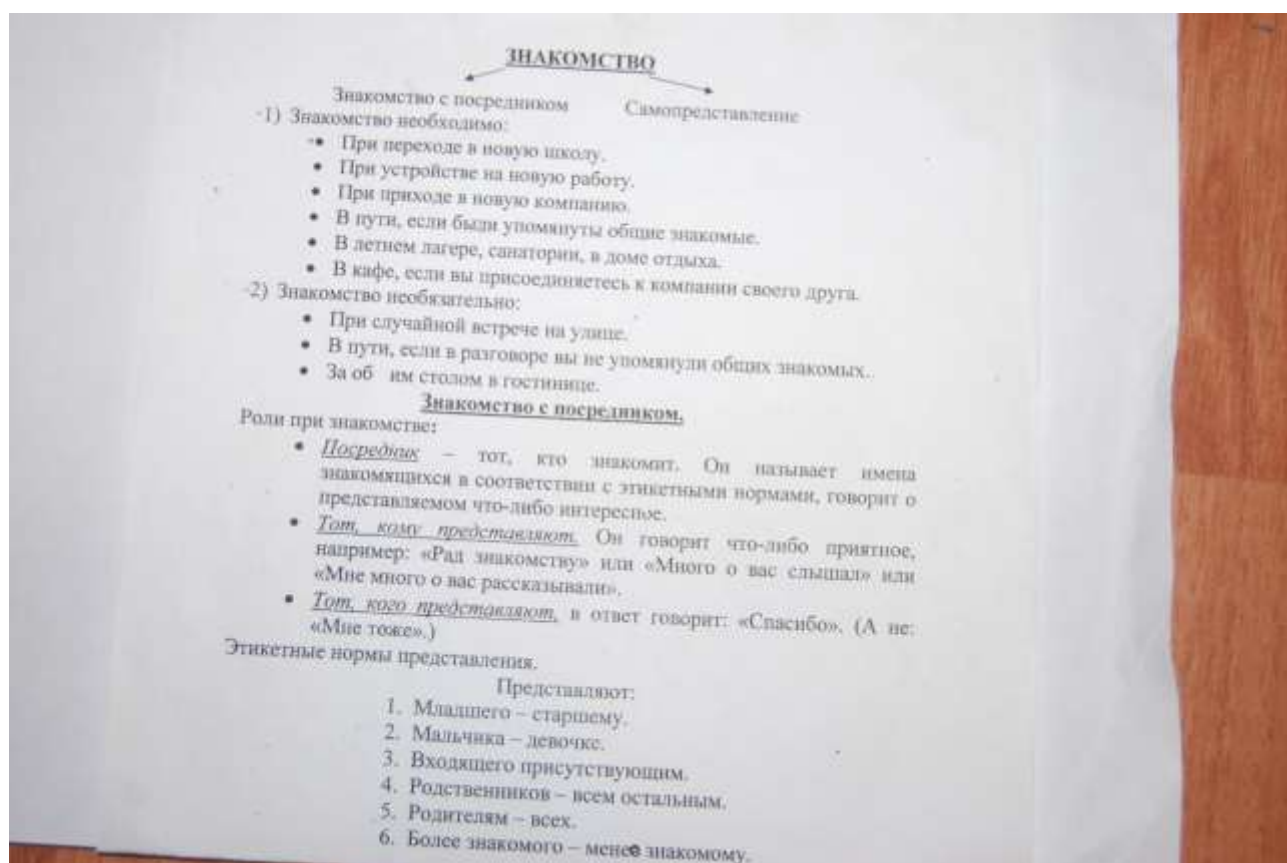 ЗНАКОМСТВО
Знакомство с посредником Самопредставление
1) Знакомство необходимо:
• При переходе в новую школу.
• При устройстве на новую работу.
• При приходе в новую компанию.
• В пути, если были упомянуты общие знакомые.
• В летнем лагере, санатории, в доме отдыха.
• В кафе, если вы присоединяетесь к компании своего друга.
2) Знакомство необязательно:
• При случайной встрече на улице.
• В пути, если в разговоре вы не упомянули общих знакомых.
• За об им столом в гостинице.
Знакомство с посредником.
Роли при знакомстве:
• Посредник – тот, кто знакомит. Он называет имена
знакомящихся в соответствии с этикетными нормами, говорит о
представляемом что-либо интересное.
• Тот, кому представляют. Он говорит что-либо приятное,
например: «Рад знакомству» или «Много о вас слышал» или
«Мне много о вас рассказывали».
• Тот, кого представляют, в ответ говорит: «Спасибо». (А не:
«Мне тоже».)
Этикетные нормы представления.
Представляют:
1. Младшего – старшему.
2. Мальчика – девочке.
3. Входящего присутствующим.
4. Родственников – всем остальным.
5. Родителям – всех.
6. Более знакомого – менее знакомому.